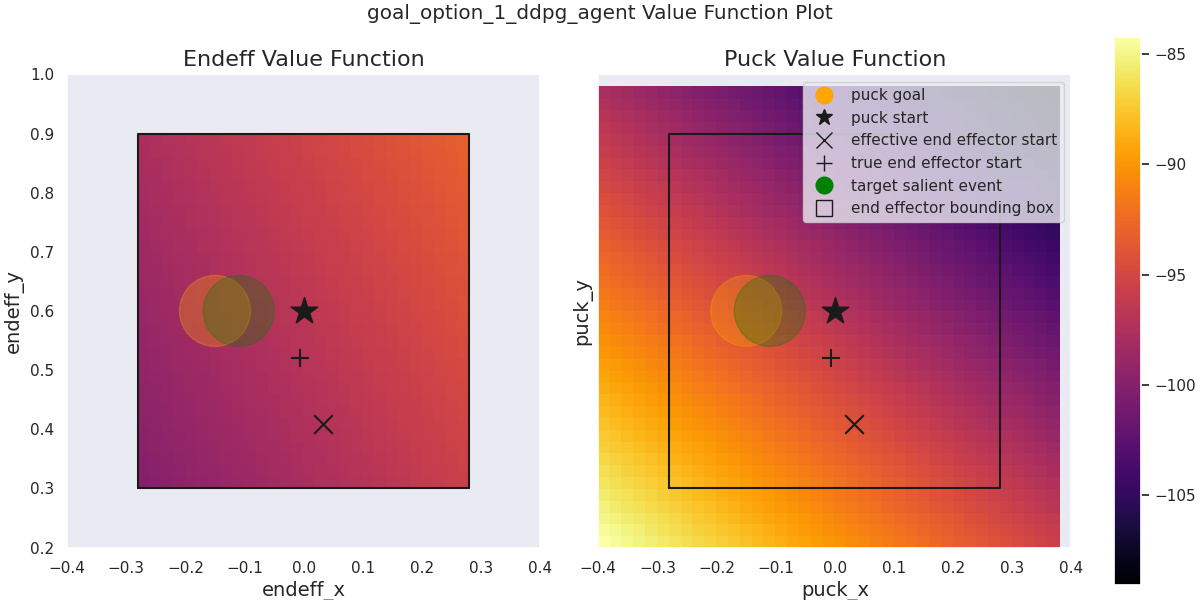 goal_option_1_ddpg_agent Value Function Plot
Endeff Value Function
Puck Value Function
1.0
0.9
0.8
0.7
0.6
0.5
0.4
0.3
0.2
endeff_y
−0.4 −0.3 −0.2 −0.1 0.0 0.1 0.2 0.3 0.4
endeff_x
puck_y
puck goal
puck start
effective end effector start
true end effector start
target salient event
end effector bounding box
−0.4 −0.3 −0.2 −0.1 0.0 0.1 0.2 0.3 0.4
puck_x
−85
−90
−95
−100
−105